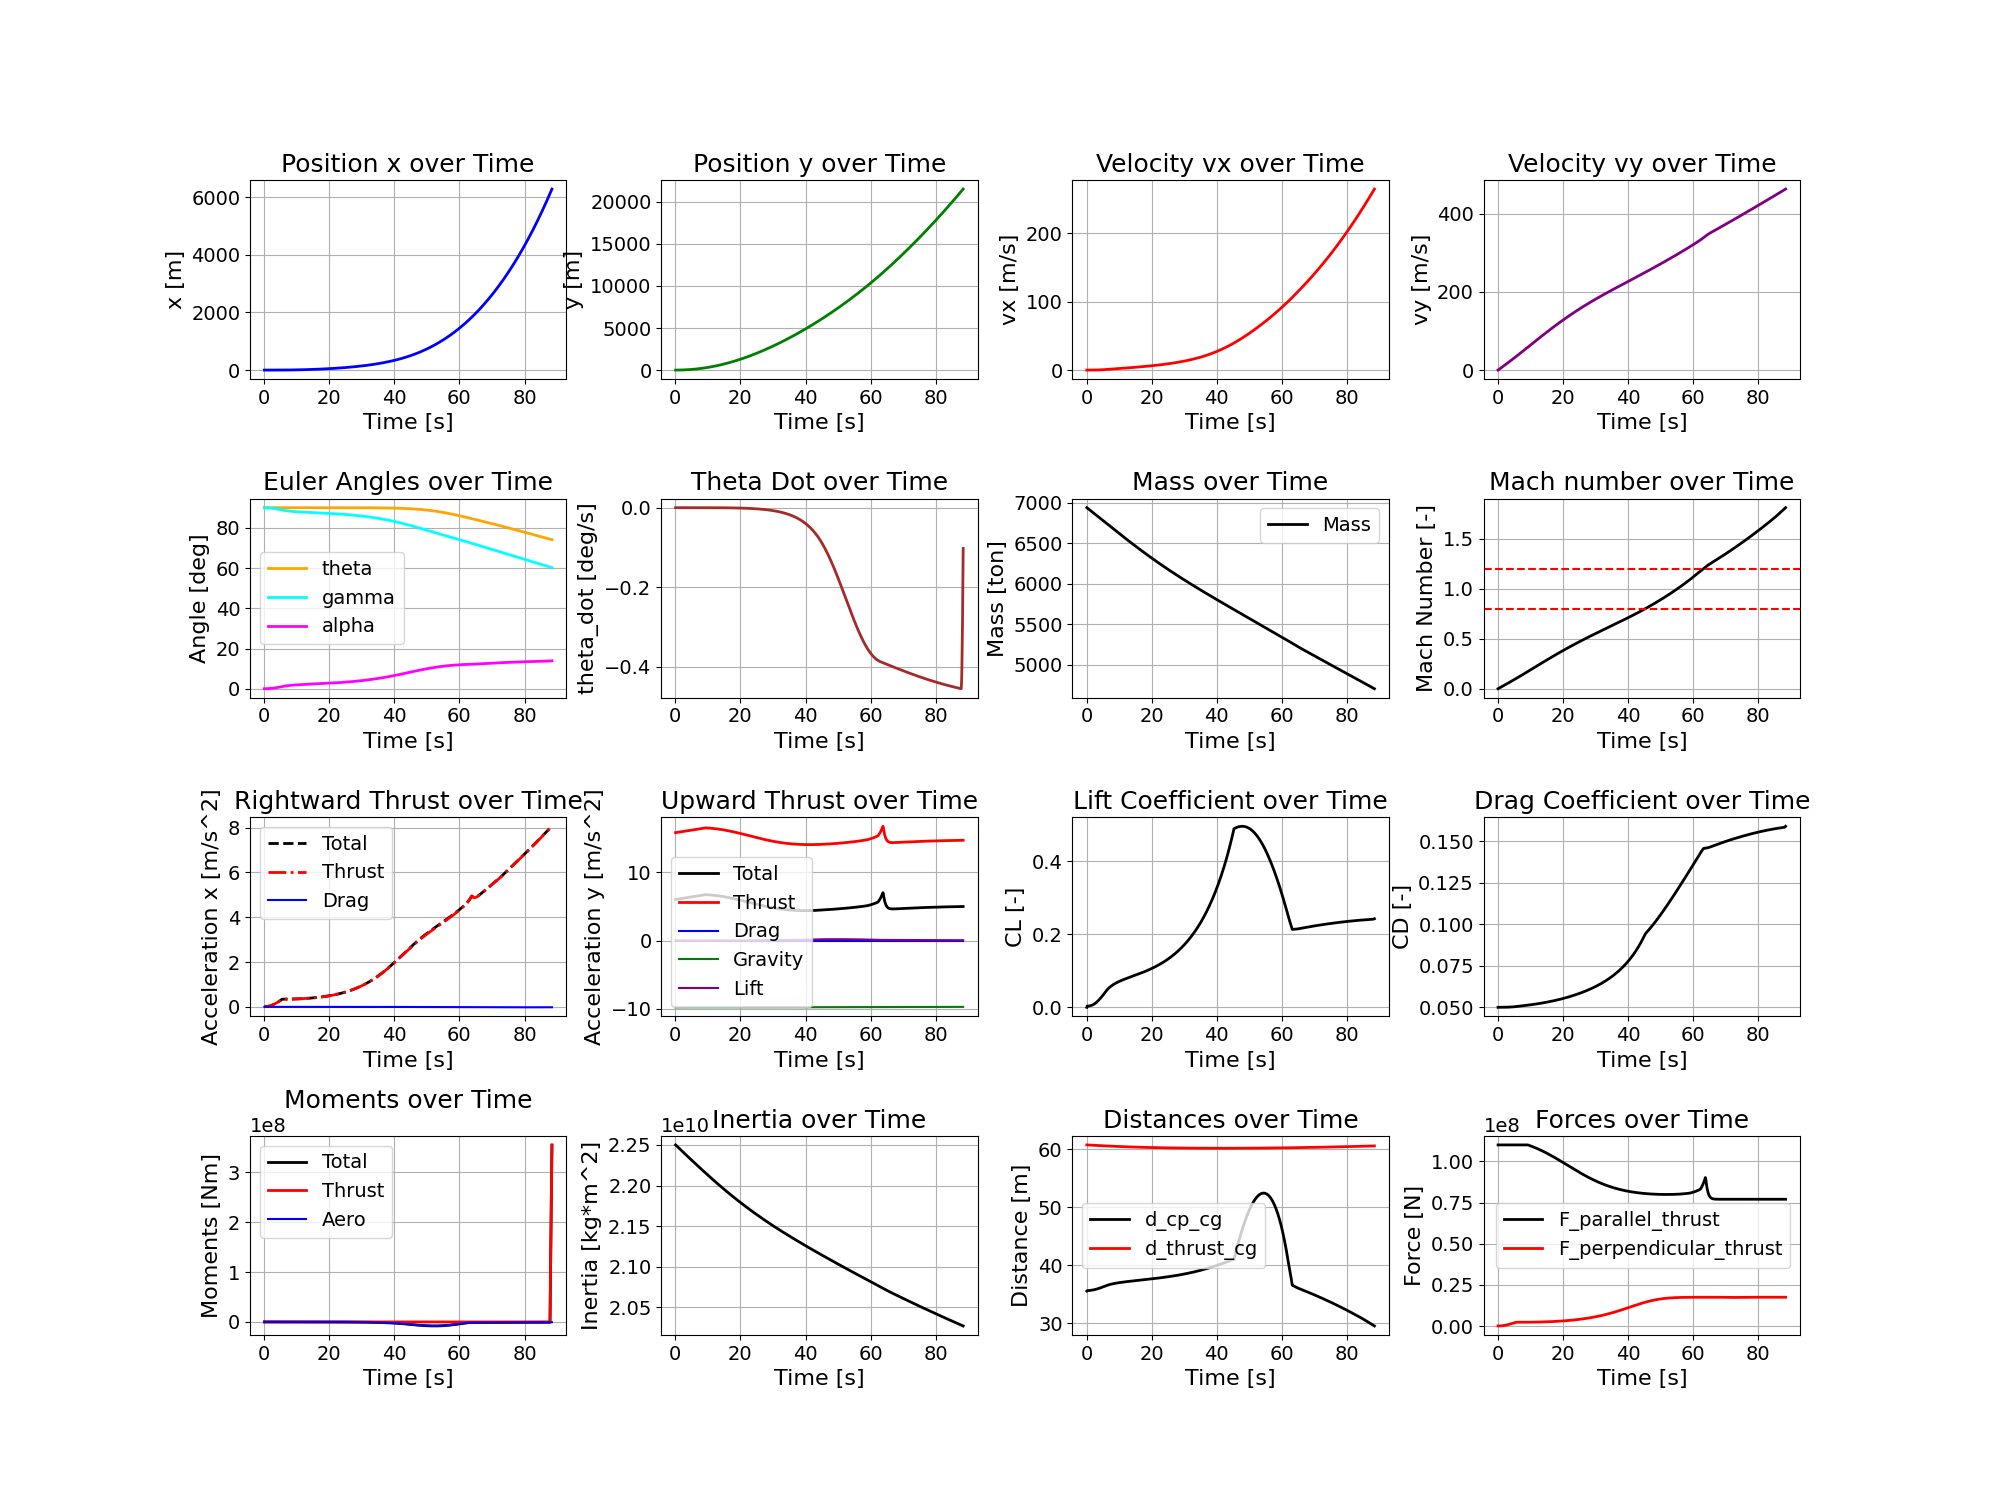 Position x over Time
x [m]
6000
4000
2000
0
0 20 40 60 80
Time [s]
Position y over Time
y [m]
20000
15000
10000
5000
0
0 20 40 60 80
Time [s]
Velocity vx over Time
vx [m/s]
200
100
0
0 20 40 60 80
Time [s]
Velocity vy over Time
vy [m/s]
400
200
0
0 20 40 60 80
Time [s]
Euler Angles over Time
Angle [deg]
80
60
40
20
0
theta
gamma
alpha
0 20 40 60 80
Time [s]
Theta Dot over Time
theta_dot [deg/s]
0.0
−0.2
−0.4
0 20 40 60 80
Time [s]
Mass over Time
Mass [ton]
7000
6500
6000
5500
5000
Mass
0 20 40 60 80
Time [s]
Mach number over Time
Mach Number [-]
1.5
1.0
0.5
0.0
0 20 40 60 80
Time [s]
Rightward Thrust over Time
Acceleration x [m/s^2]
8
6
4
2
0
Total
Thrust
Drag
0 20 40 60 80
Time [s]
Upward Thrust over Time
Acceleration y [m/s^2]
10
0
−10
Total
Thrust
Drag
Gravity
Lift
0 20 40 60 80
Time [s]
Lift Coefficient over Time
CL [-]
0.4
0.2
0.0
0 20 40 60 80
Time [s]
Drag Coefficient over Time
CD [-]
0.150
0.125
0.100
0.075
0.050
0 20 40 60 80
Time [s]
Moments over Time
1e8
Moments [Nm]
3
2
1
0
Total
Thrust
Aero
0 20 40 60 80
Time [s]
Inertia over Time
1e10
Inertia [kg*m^2]
2.25
2.20
2.15
2.10
2.05
0 20 40 60 80
Time [s]
Distances over Time
Distance [m]
60
50
40
30
d_cp_cg
d_thrust_cg
0 20 40 60 80
Time [s]
Forces over Time
1e8
Force [N]
1.00
0.75
0.50
0.25
0.00
F_parallel_thrust
F_perpendicular_thrust
0 20 40 60 80
Time [s]